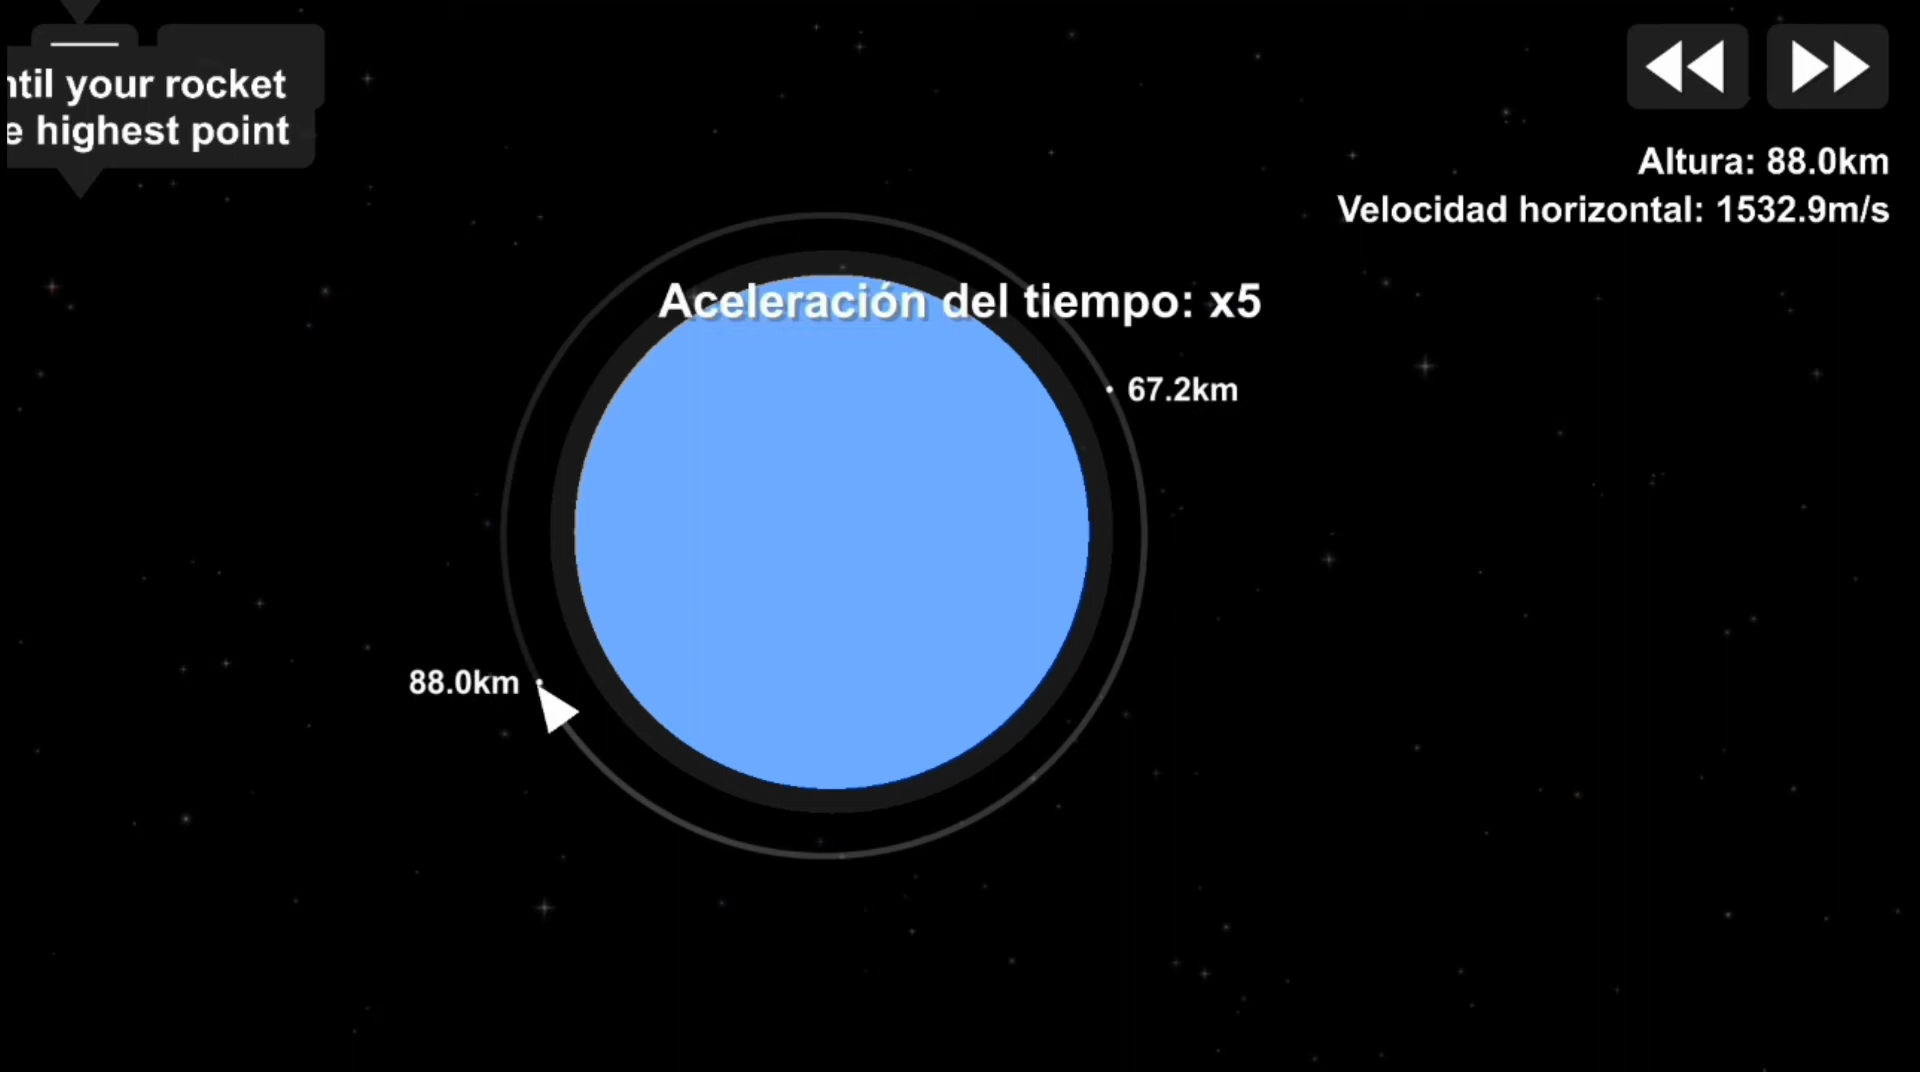 until your rocket
e highest point
Altura: 88.0km
Velocidad horizontal: 1532.9m/s
Aceleración del tiempo: x5
67.2km
88.0km